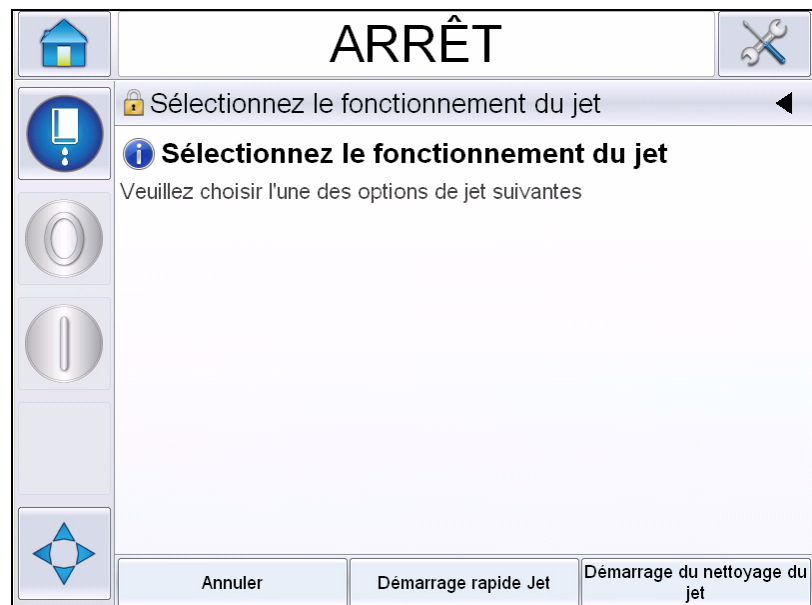 ARRÊT
Sélectionnez le fonctionnement du jet
Sélectionnez le fonctionnement du jet
Veuillez choisir l'une des options de jet suivantes
Annuler
Démarrage rapide Jet
Démarrage du nettoyage du
jet